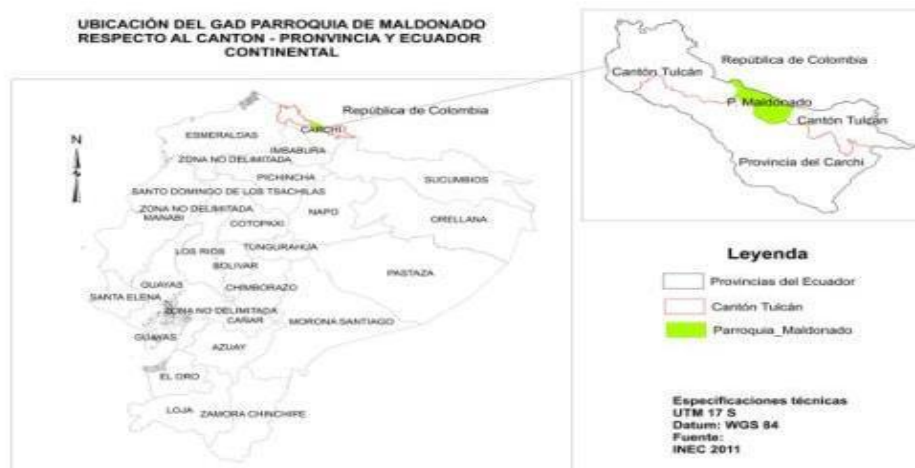 UBICACIÓN DEL GAD PARROQUIA DE MALDONADO
RESPECTO AL CANTON - PRONVINCIA Y ECUADOR
CONTINENTAL
República de Colombia
CARCHI
ESMERALDAS
IMBABURA
ZONA NO DELIMITADA
PICHINCHA
SUCUMBIOS
SANTO DOMINGO DE LOS TSACHILAS
ZONA NO DELIMITADA
NAPO
MANABI
ORELLANA
COTOPAXI
TUNGURAHUA
LOS RIOS
BOLIVAR
PASTAZA
GUAYAS
CHIMBORAZO
SANTA ELENA
ZONA NO DELIMITADA
CAÑAR
MORONA SANTIAGO
GUAYAS
AZUAY
EL ORO
LOJA
ZAMORA CHINCHIPE
N
República de Colombia
Cantón Tulcán
P. Maldonado
Cantón Tulcán
Provincia del Carchi
Leyenda
Provincias del Ecuador
Cantón Tulcán
Parroquia_Maldonado
Especificaciones técnicas
UTM 17 S
Datum: WGS 84
Fuente:
INEC 2011